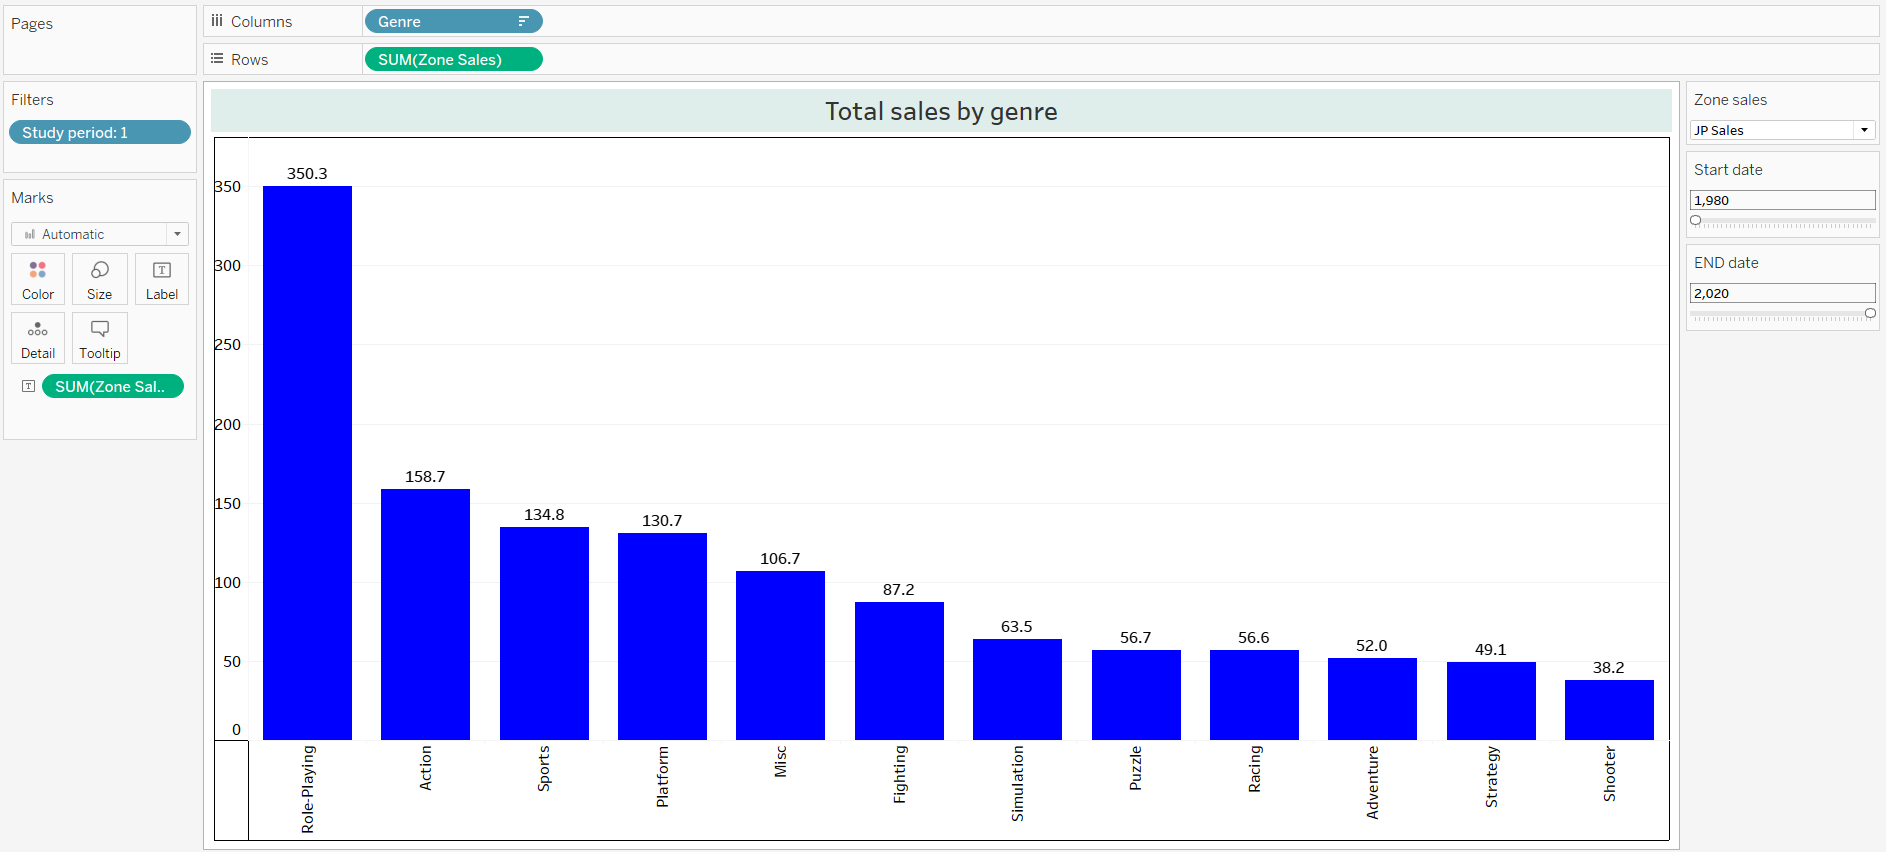 Pages
Columns
Genre
Rows
SUM(Zone Sales)
Filters
Study period: 1
Marks
Automatic
Color
Size
Label
Detail
Tooltip
SUM(Zone Sal..
Total sales by genre
350
300
250
200
150
100
50
0
350.3
158.7
134.8
130.7
106.7
87.2
63.5
56.7
56.6
52.0
49.1
38.2
Role-Playing
Action
Sports
Platform
Misc
Fighting
Simulation
Puzzle
Racing
Adventure
Strategy
Shooter
Zone sales
JP Sales
Start date
1,980
END date
2,020